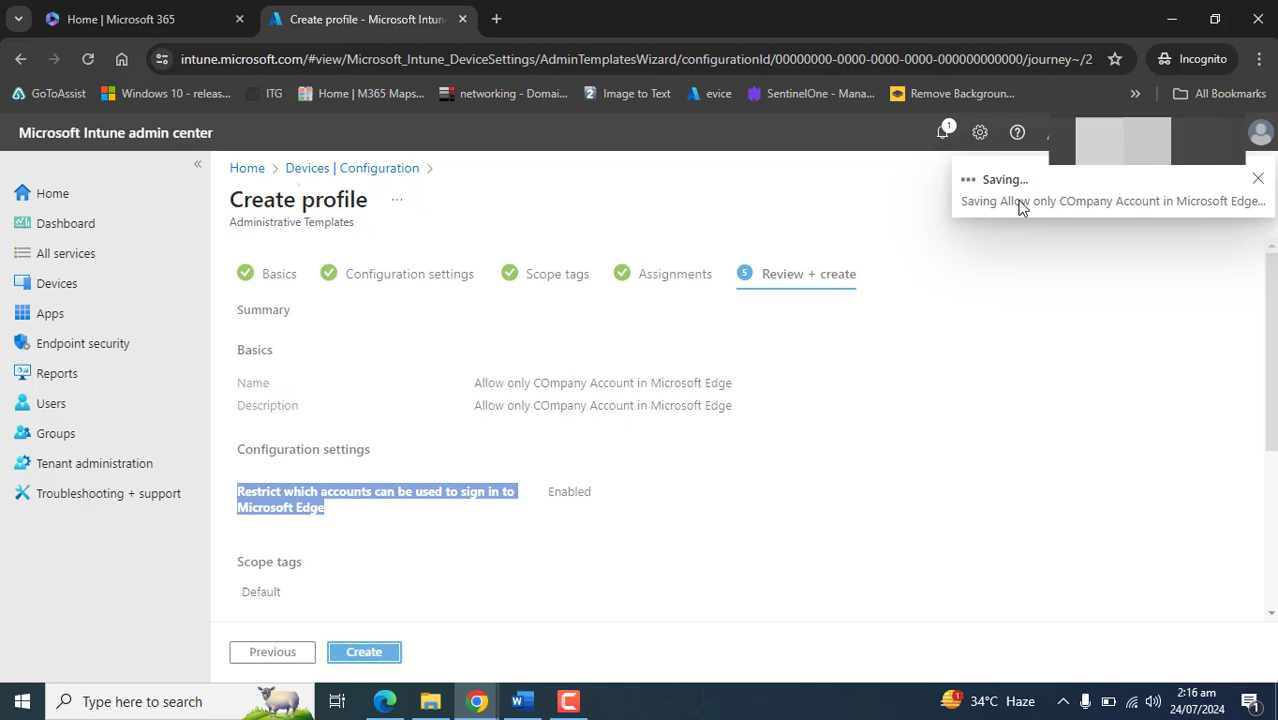 Home | Microsoft 365
Create profile - Microsoft Intun
intune.microsoft.com/#view/Microsoft_Intune_DeviceSettings/AdminTemplatesWizard/configurationId/00000000-0000-0000-0000-000000000000/journey~/2
Incognito
GoToAssist
Windows 10 - releas...
ITG
Home | M365 Maps...
networking - Domai...
Image to Text
evice
SentinelOne - Mana...
Remove Backgroun...
All Bookmarks
Microsoft Intune admin center
1
Home > Devices | Configuration >
Create profile ...
Administrative Templates
Saving...
Saving Allow only COmpany Account in Microsoft Edge...
Home
Dashboard
All services
Devices
Apps
Endpoint security
Reports
Users
Groups
Tenant administration
Troubleshooting + support
Basics
Configuration settings
Scope tags
Assignments
5 Review + create
Summary
Basics
Name Allow only COmpany Account in Microsoft Edge
Description Allow only COmpany Account in Microsoft Edge
Configuration settings
Restrict which accounts can be used to sign in to Enabled
Microsoft Edge
Scope tags
Default
Previous
Create
Type here to search
1
34°C Haze
2:16 am
24/07/2024
1